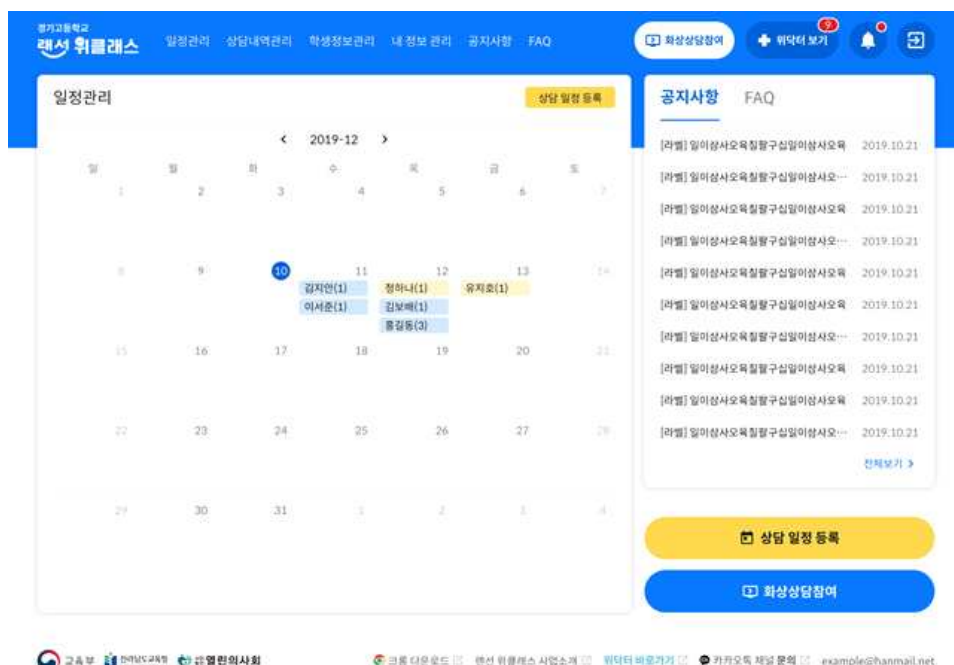 경기고등학교
랜선 위클래스
일정관리 상담내역관리 학생정보관리 내 정보 관리 공지사항 FAQ
화상상담참여
위닥터 보기
9
일정관리
상담 일정 등록
< 2019-12 >
일 월 화 수 목 금 토
1 2 3 4 5 6 7
8 9 10 11 12 13 14
김지안(1) 정하나(1) 유지호(1)
이서준(1) 김보배(1)
홍길동(3)
15 16 17 18 19 20 21
22 23 24 25 26 27 28
29 30 31 1 2 3 4
공지사항 FAQ
[라벨] 일이삼사오육칠팔구십일이삼사오육 2019.10.21
[라벨] 일이삼사오육칠팔구십일이삼사오… 2019.10.21
[라벨] 일이삼사오육칠팔구십일이삼사오육 2019.10.21
[라벨] 일이삼사오육칠팔구십일이삼사오… 2019.10.21
[라벨] 일이삼사오육칠팔구십일이삼사오육 2019.10.21
[라벨] 일이삼사오육칠팔구십일이삼사오육 2019.10.21
[라벨] 일이삼사오육칠팔구십일이삼사오… 2019.10.21
[라벨] 일이삼사오육칠팔구십일이삼사오육 2019.10.21
[라벨] 일이삼사오육칠팔구십일이삼사오육 2019.10.21
[라벨] 일이삼사오육칠팔구십일이삼사오… 2019.10.21
전체보기 >
상담 일정 등록
화상상담참여
교육부 전라남도교육청 열린의사회 크롬 다운로드 랜선 위클래스 사업소개 위닥터 바로가기 카카오톡 채널 문의 example@hanmail.net